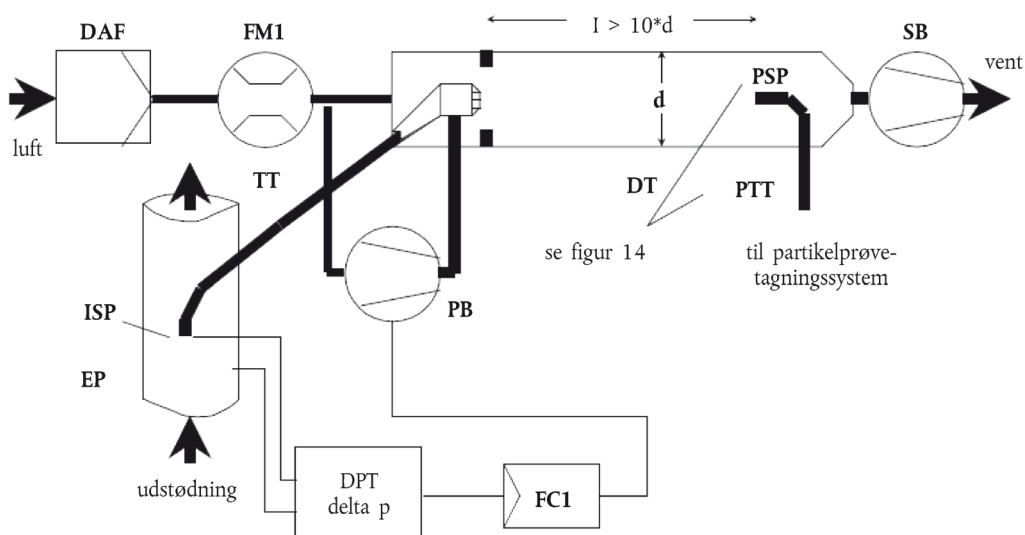 DAF
FM1
l > 10*d
SB
vent
PSP
d
luft
TT
DT
PTT
se figur 14
til partikelprøve-
tagningssystem
ISP
PB
EP
udstødning
DPT
delta p
FC1